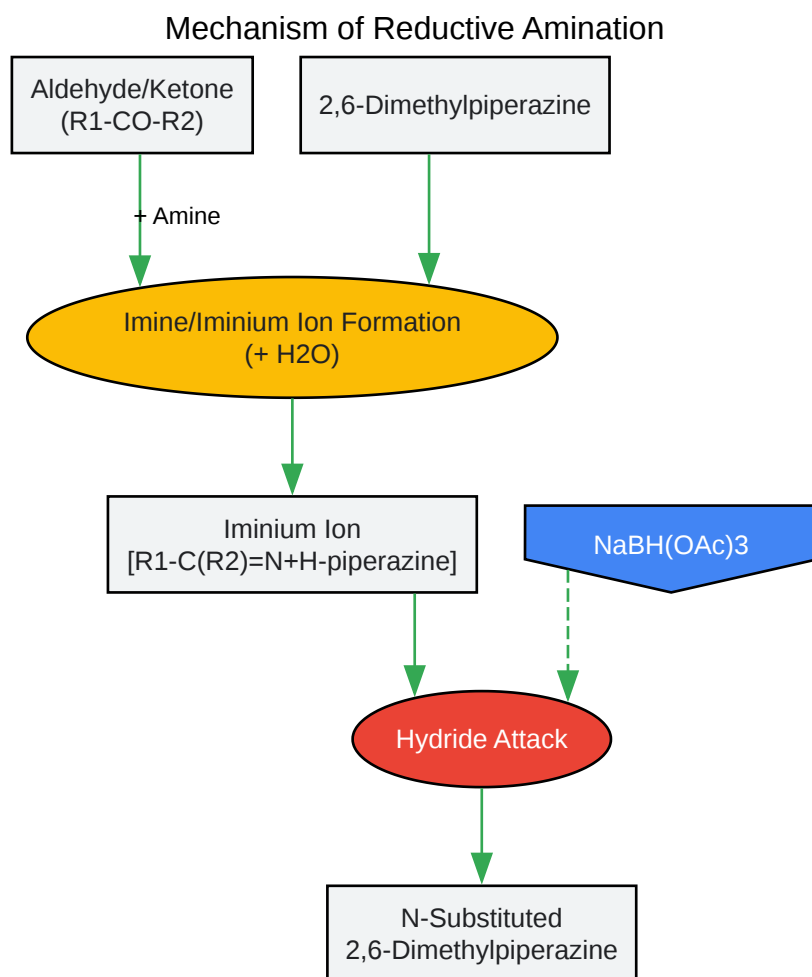 Mechanism of Reductive Amination
Aldehyde/Ketone
(R1-CO-R2)
2,6-Dimethylpiperazine
+ Amine
Imine/Iminium Ion Formation
(+ H2O)
Iminium Ion
[R1-C(R2)=N+H-piperazine]
NaBH(OAc)3
Hydride Attack
N-Substituted
2,6-Dimethylpiperazine